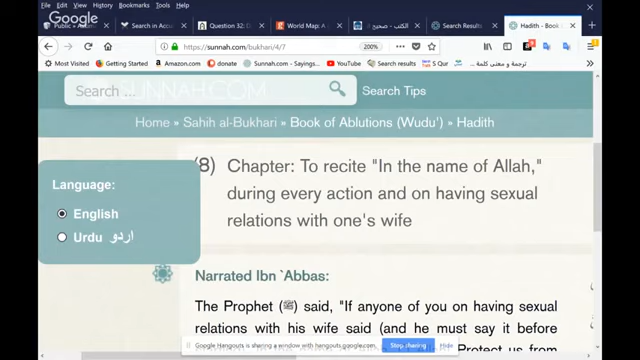 Google
File Edit View History Bookmarks Tools Help
Search in Acco
Question 32: D
World Map: A
الكتب - صحيح
Search Results
Hadith - Book
https://sunnah.com/bukhari/4/7
200%
Search
Most Visited Getting Started Amazon.com
Sunnah.com - Sayings...
S Qur
Search results
ترجمة و معنى كلمة
Search ...
SUNNAH.COM
Search Tips
Home » Sahih al-Bukhari » Book of Ablutions (Wudu') » Hadith
Language:
English
Urdu اردو
(8) Chapter: To recite "In the name of Allah,"
during every action and on having sexual
relations with one's wife
Narrated Ibn `Abbas:
The Prophet (ﷺ) said, "If anyone of you on having sexual
relations with his wife said (and he must say it before
Protect us from
Google Hangouts is sharing a window with hangouts.google.com.
Stop sharing
Hide